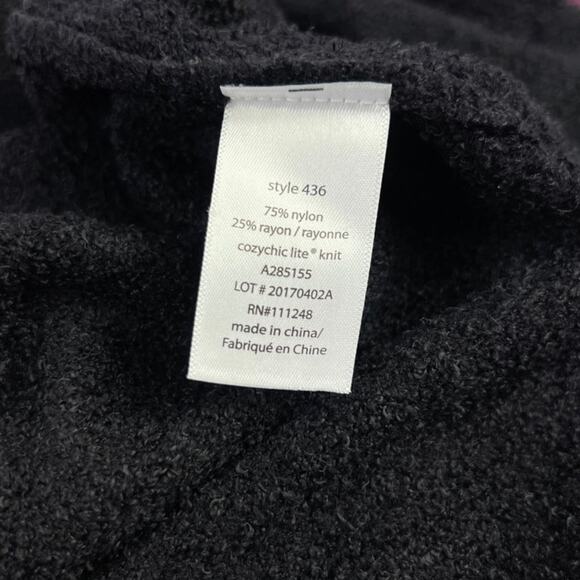 style 436
75% nylon
25% rayon / rayonne
cozychic lite® knit
A285155
LOT # 20170402A
RN#111248
made in china/
Fabriqué en Chine